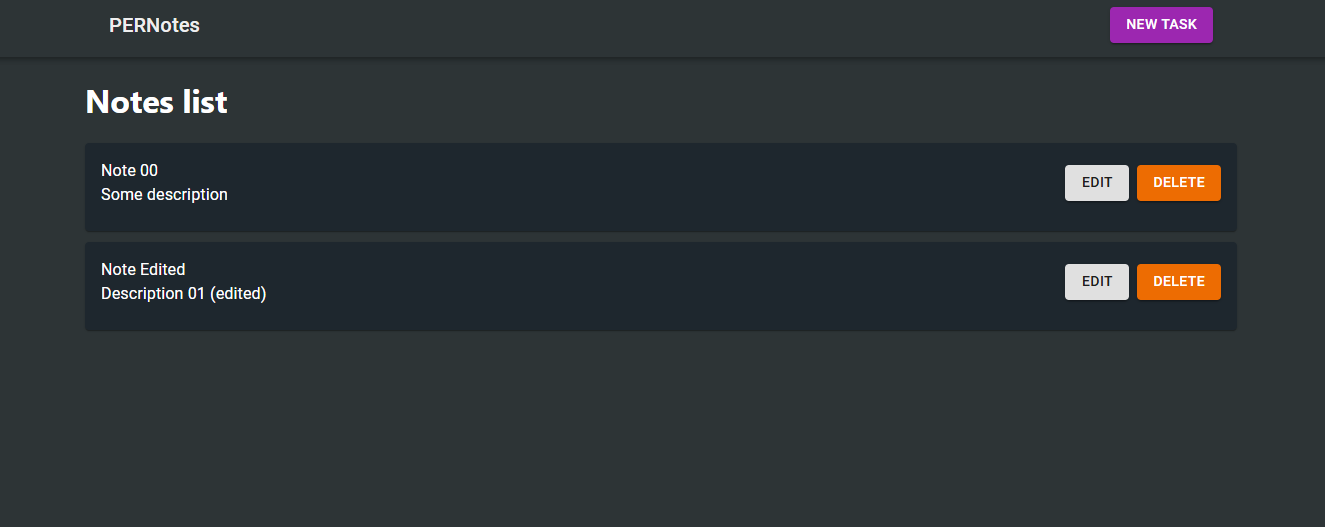 PERNotes
NEW TASK
Notes list
Note 00
Some description
EDIT
DELETE
Note Edited
Description 01 (edited)
EDIT
DELETE